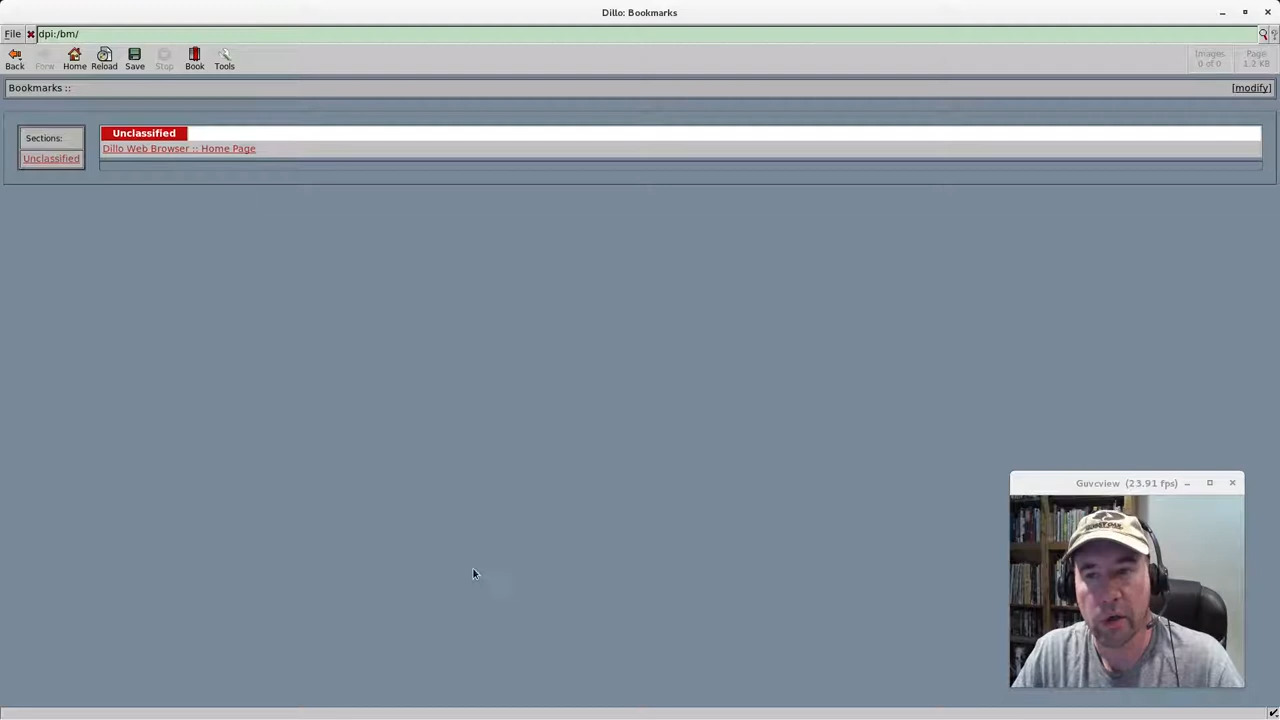 Dillo: Bookmarks
File
dpi:/bm/
Back Forw Home Reload Save Stop Book Tools
Images
0 of 0
Page
1.2 KB
Bookmarks ::
[modify]
Sections:
Unclassified
Unclassified
Dillo Web Browser :: Home Page
Guvcview (23.91 fps)